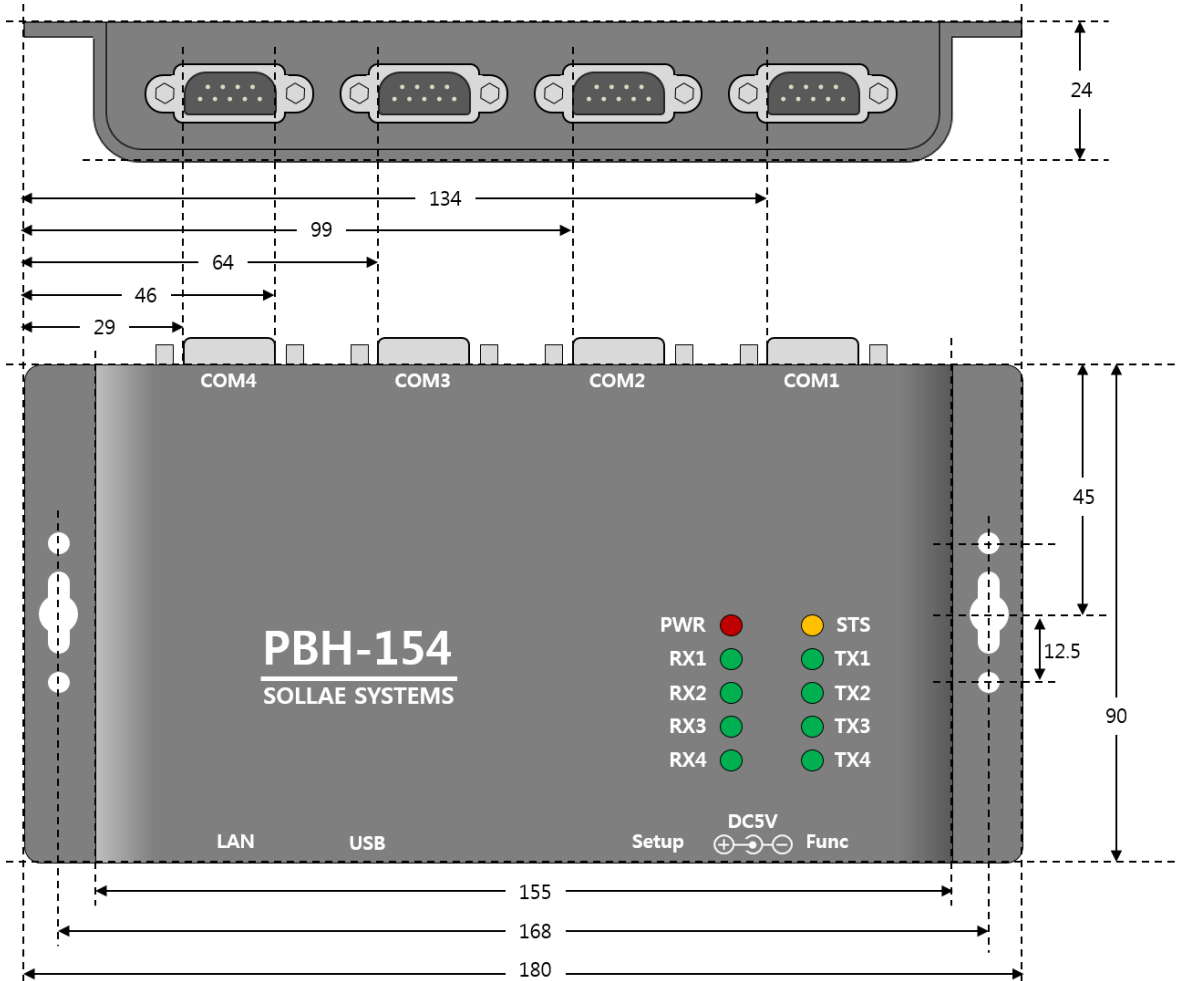 24
134
99
64
46
29
COM4 COM3 COM2 COM1
45
PWR STS
PBH-154
RX1 TX1
12.5
SOLLAE SYSTEMS
RX2 TX2
90
RX3 TX3
RX4 TX4
DC5V
LAN USB Setup Func
155
168
180